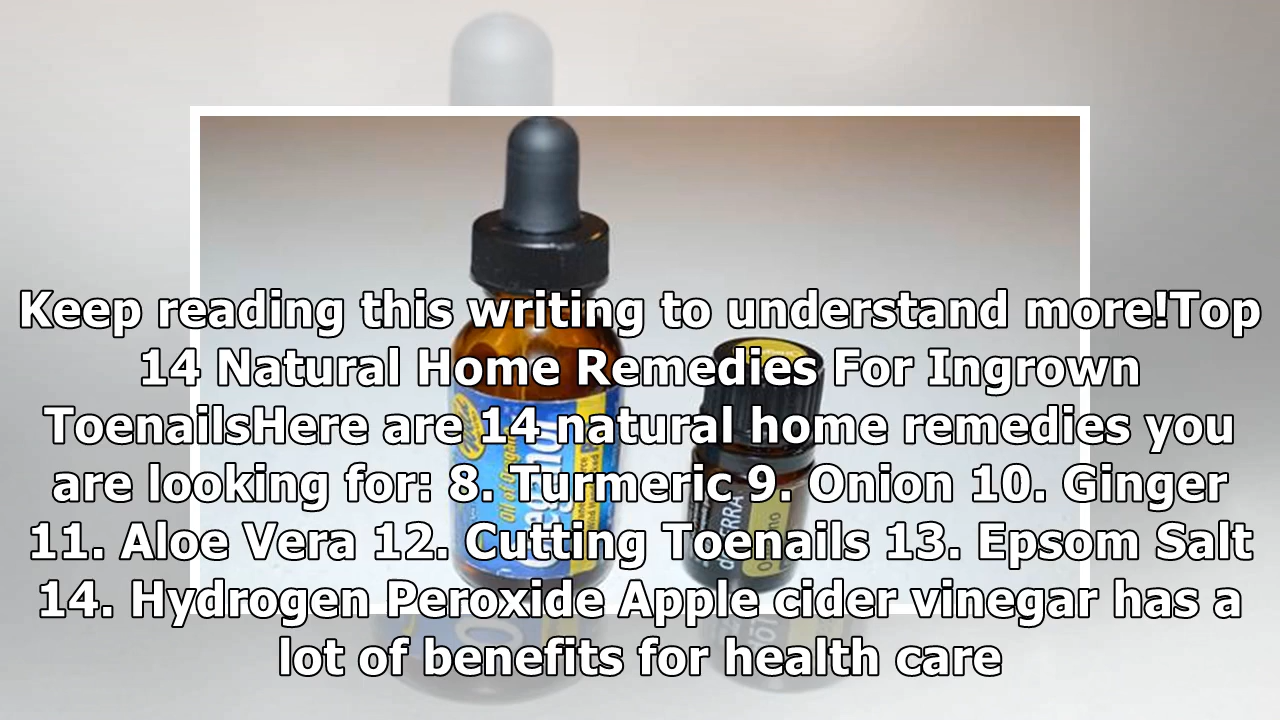 Keep reading this writing to understand more!Top
14 Natural Home Remedies For Ingrown
ToenailsHere are 14 natural home remedies you
are looking for: 8. Turmeric 9. Onion 10. Ginger
11. Aloe Vera 12. Cutting Toenails 13. Epsom Salt
14. Hydrogen Peroxide Apple cider vinegar has a
lot of benefits for health care